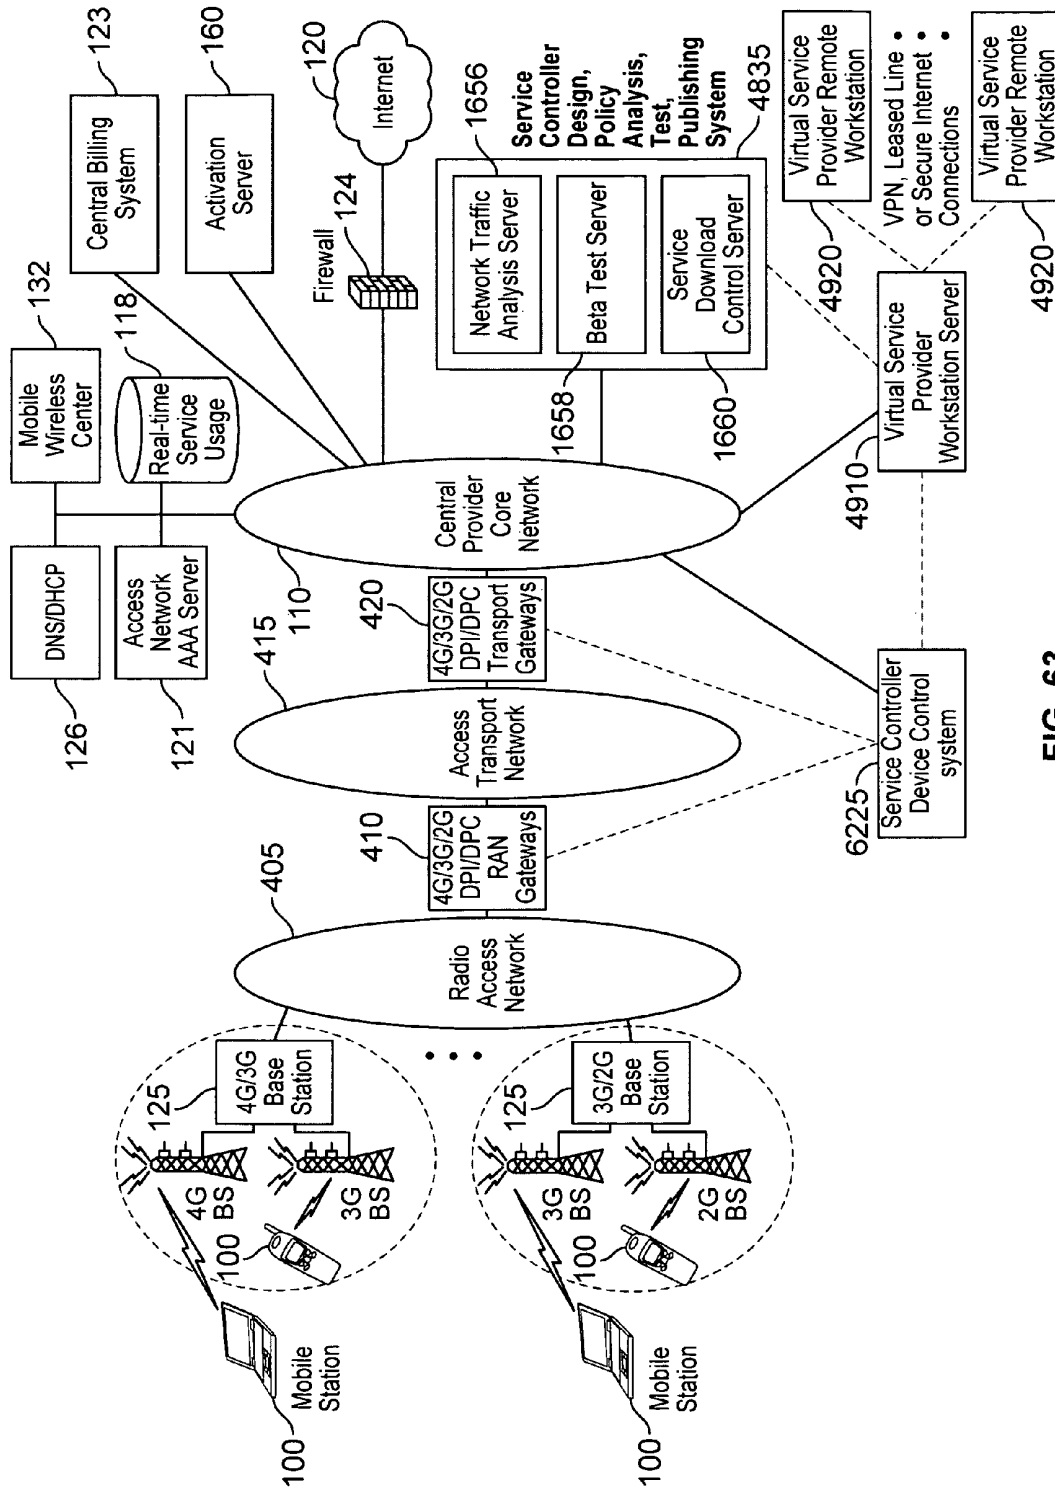 Mobile
Wireless
Center
132
DNS/DHCP
126
Real-time
Service
Usage
118
Access
Network
AAA Server
121
Central Billing
System
123
Activation
Server
160
Internet
120
Firewall
124
Central
Provider
Core
Network
110
4G/3G/2G
DPI/DPC
Transport
Gateways
420
Access
Transport
Network
415
4G/3G/2G
DPI/DPC
RAN
Gateways
410
Radio
Access
Network
405
4G/3G
Base
Station
125
4G
BS
3G
BS
100
Mobile
Station
100
3G/2G
Base
Station
125
3G
BS
2G
BS
100
Mobile
Station
100
Network Traffic
Analysis Server
1656
Beta Test Server
1658
Service
Download
Control Server
1660
Service
Controller
Design,
Policy
Analysis,
Test,
Publishing
System
4835
Virtual Service
Provider Remote
Workstation
4920
VPN, Leased Line
or Secure Internet
Connections
Virtual Service
Provider Remote
Workstation
4920
Virtual Service
Provider
Workstation Server
4910
Service Controller
Device Control
system
6225
FIG. 63